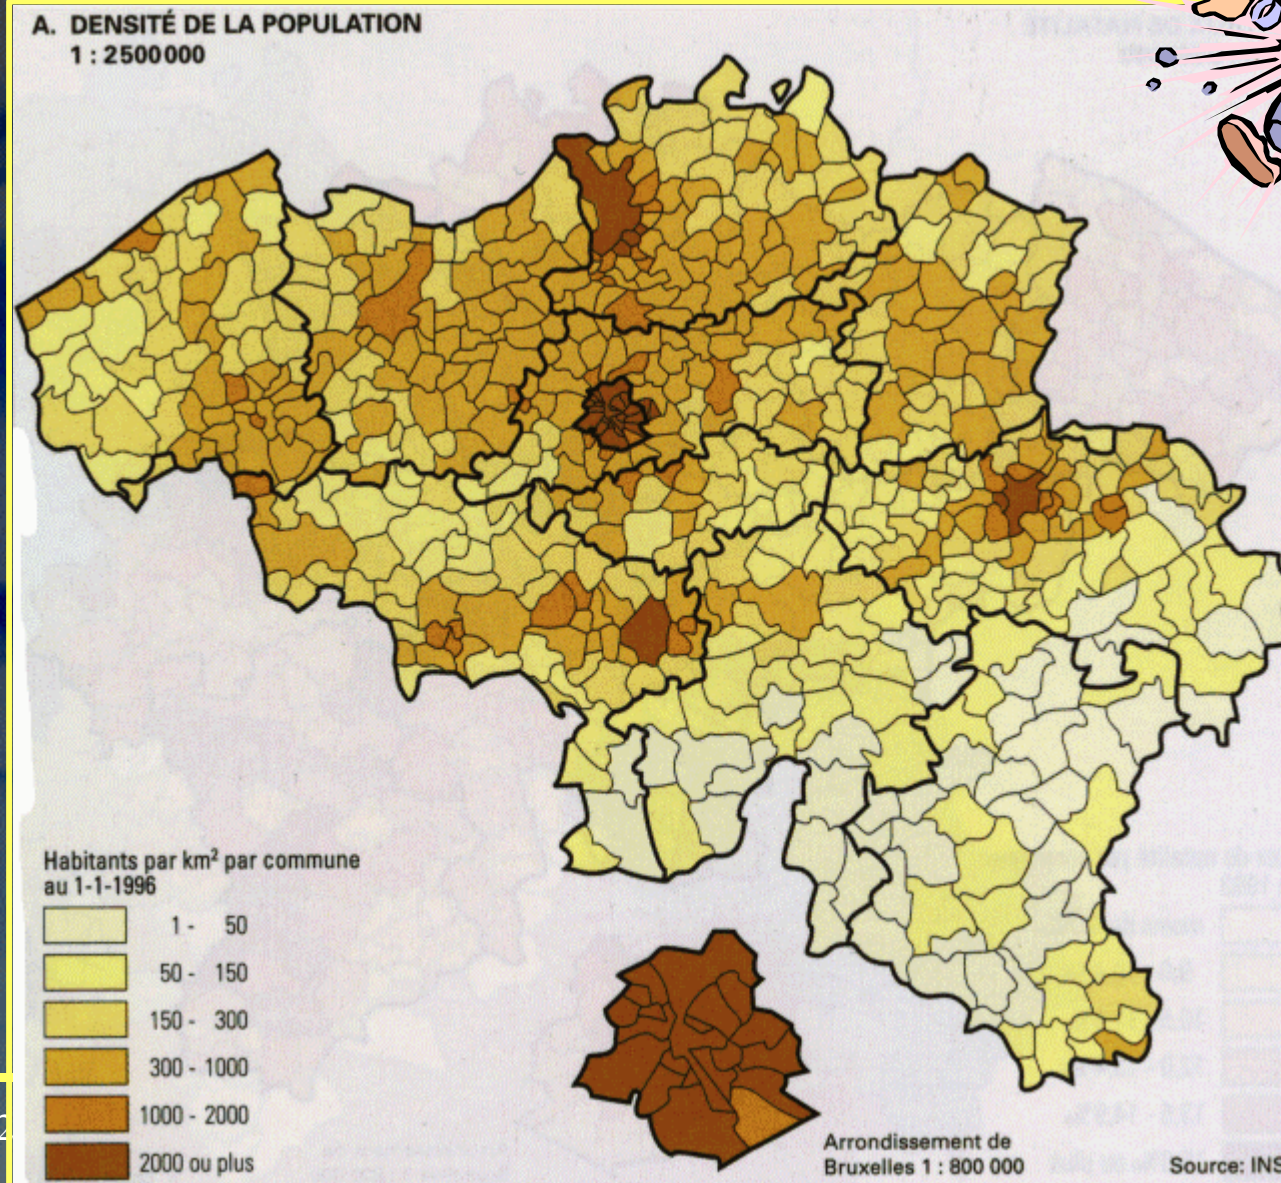 A. DENSITÉ DE LA POPULATION
1 : 2500000
Habitants par km² par commune
au 1-1-1996
1 - 50
50 - 150
150 - 300
300 - 1000
1000 - 2000
2000 ou plus
Arrondissement de
Bruxelles 1 : 800 000
Source: INS
2